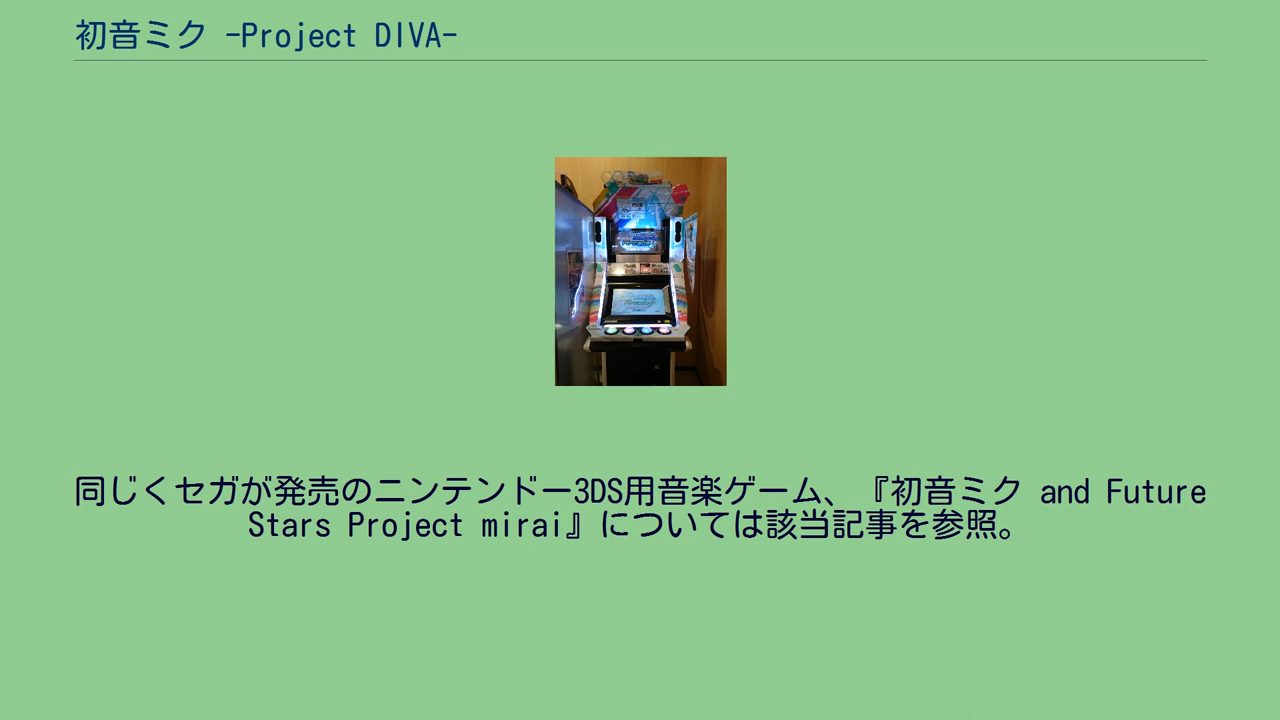 初音ミク -Project DIVA-
同じくセガが発売のニンテンドー3DS用音楽ゲーム、『初音ミク and Future
Stars Project mirai』については該当記事を参照。